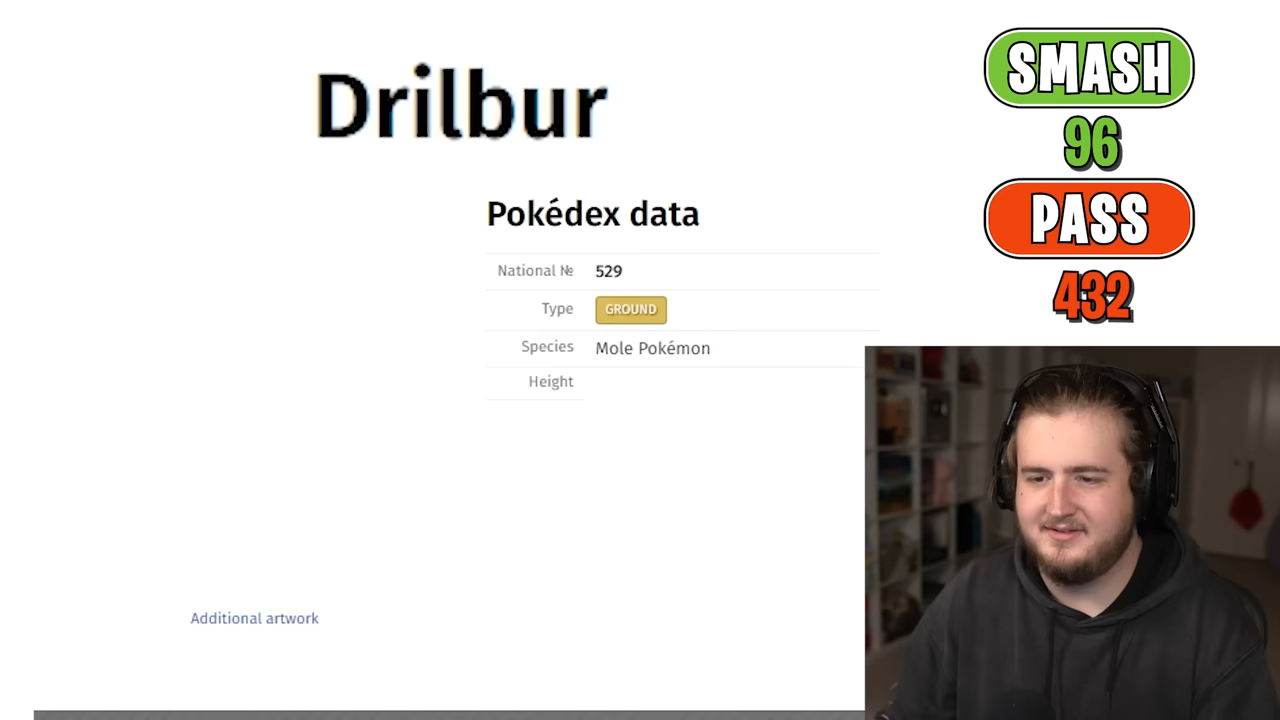 Drilbur
Pokédex data
National № 529
Type GROUND
Species Mole Pokémon
Height
Additional artwork
SMASH
96
PASS
432